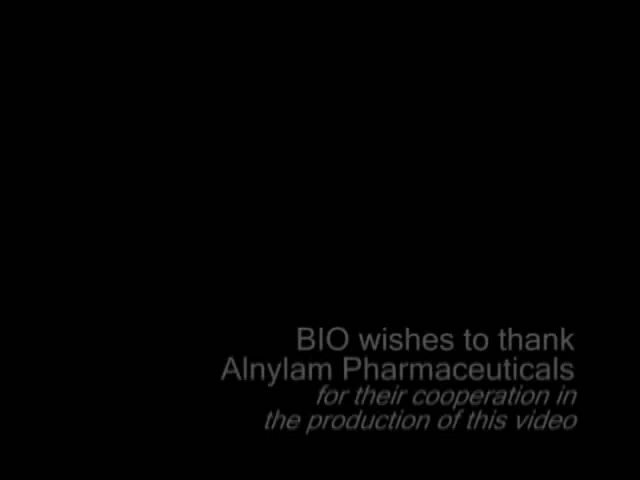 BIO wishes to thank
Alnylam Pharmaceuticals
for their cooperation in
the production of this video